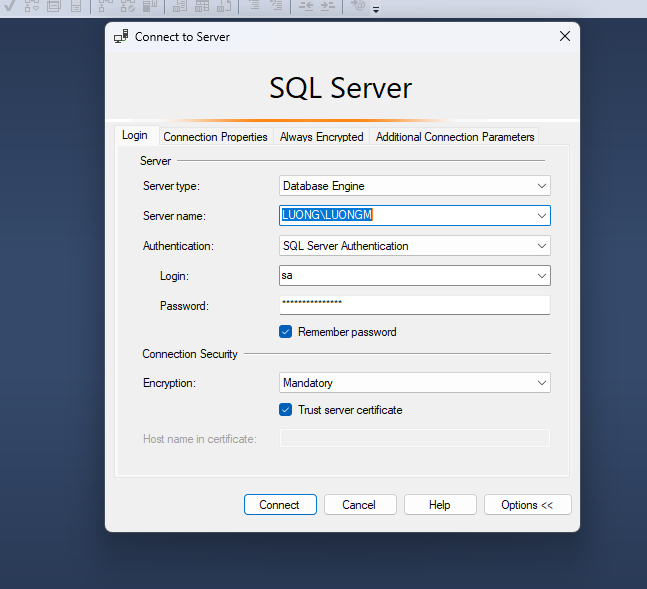 Connect to Server
SQL Server
Login Connection Properties Always Encrypted Additional Connection Parameters
Server
Server type: Database Engine
Server name: LUONG\LUONGM
Authentication: SQL Server Authentication
Login: sa
Password: ***************
Remember password
Connection Security
Encryption: Mandatory
Trust server certificate
Host name in certificate:
Connect Cancel Help Options <<